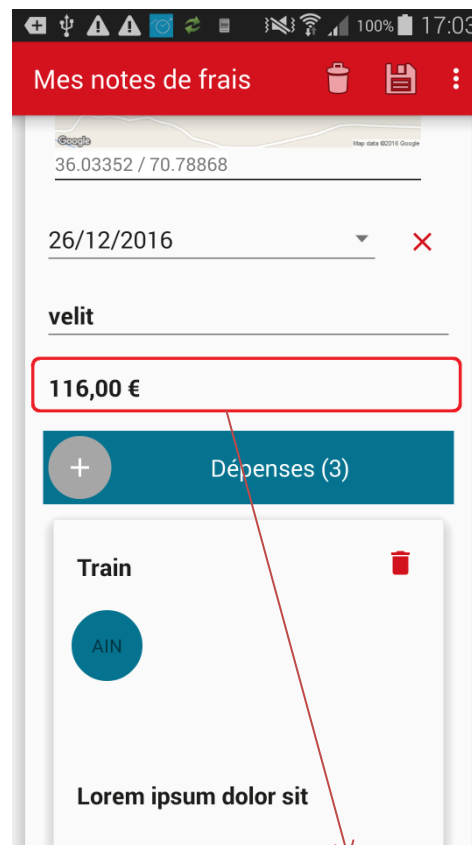 100% 17:03
Mes notes de frais
Google
Map data ©2016 Google
36.03352 / 70.78868
26/12/2016
velit
116,00 €
+ Dépenses (3)
Train
AIN
Lorem ipsum dolor sit